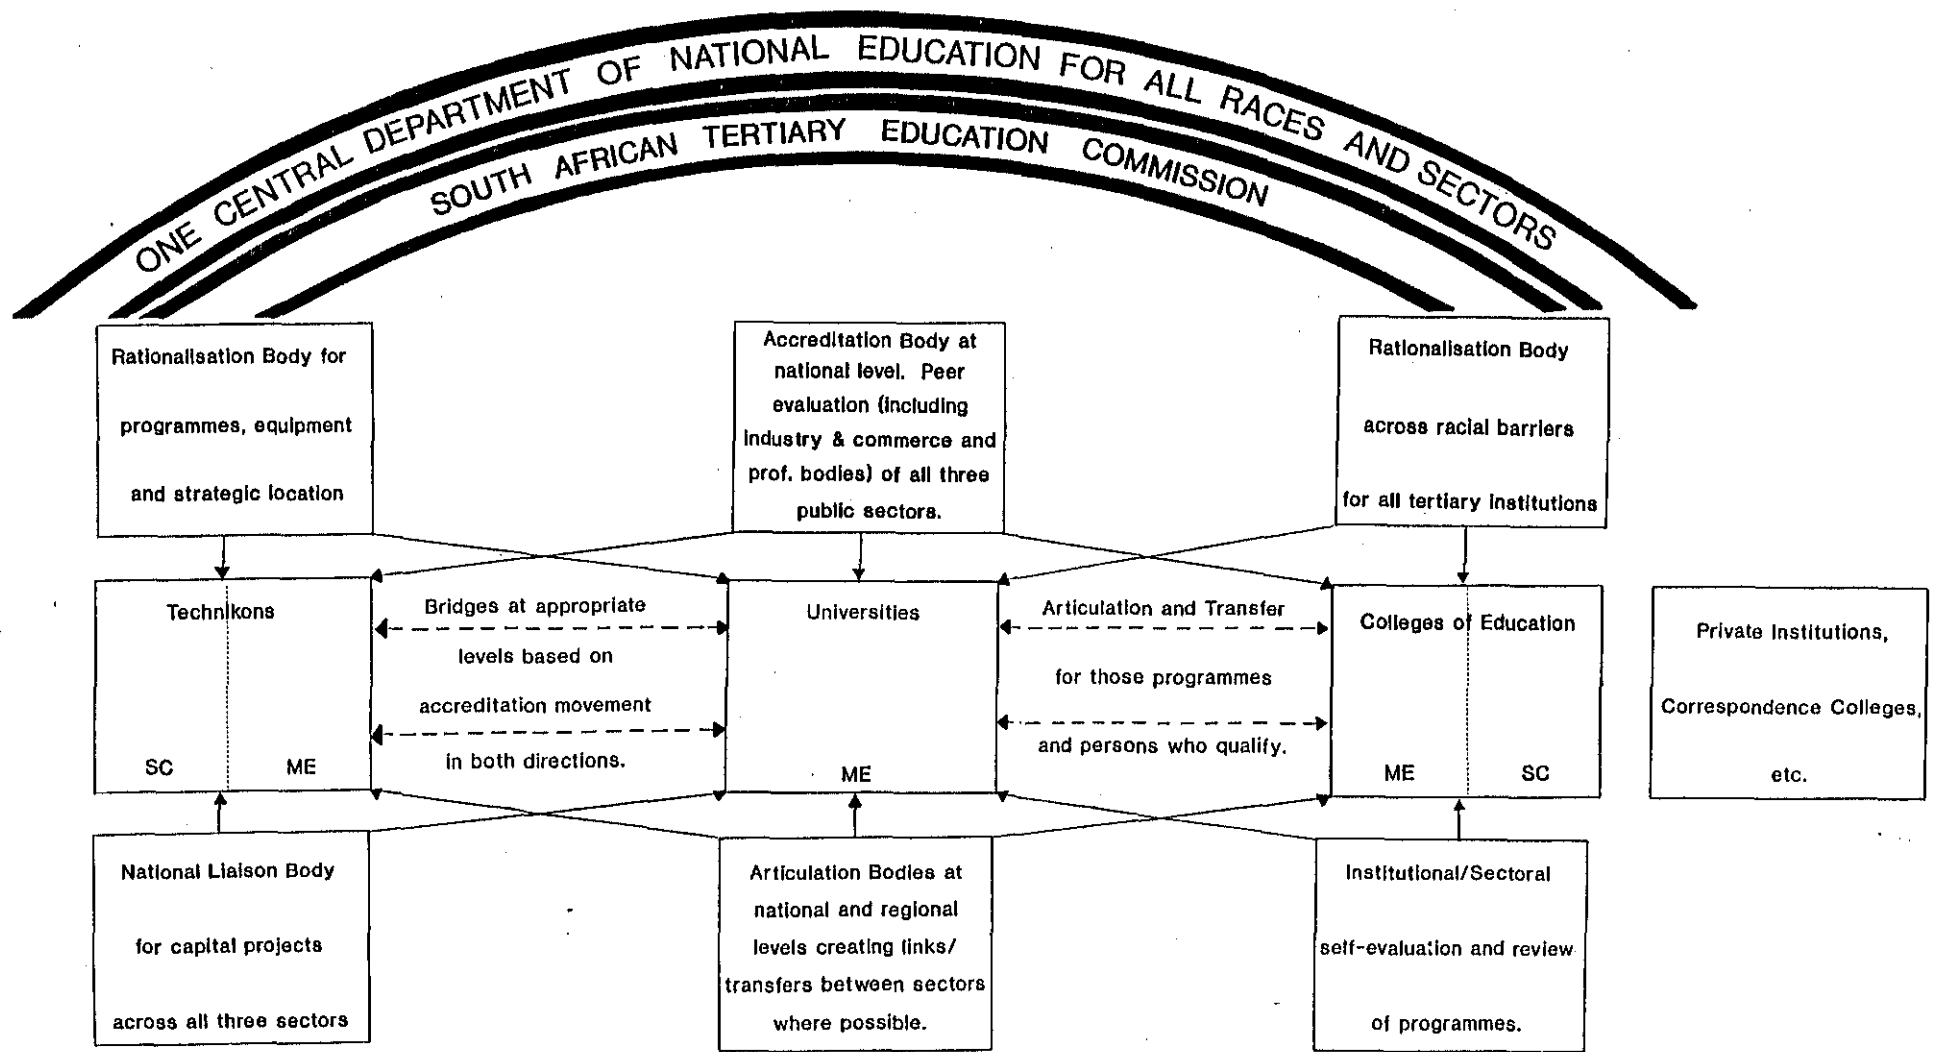 ONE CENTRAL DEPARTMENT OF NATIONAL EDUCATION FOR ALL RACES AND SECTORS
SOUTH AFRICAN TERTIARY EDUCATION COMMISSION
Rationalisation Body for
programmes, equipment
and strategic location
Accreditation Body at
national level. Peer
evaluation (including
industry & commerce and
prof. bodies) of all three
public sectors.
Rationalisation Body
across racial barriers
for all tertiary institutions
Technikons
SC
ME
Bridges at appropriate
levels based on
accreditation movement
in both directions.
Universities
ME
Articulation and Transfer
for those programmes
and persons who qualify.
Colleges of Education
ME
SC
Private Institutions,
Correspondence Colleges,
etc.
National Liaison Body
for capital projects
across all three sectors
Articulation Bodies at
national and regional
levels creating links/
transfers between sectors
where possible.
Institutional/Sectoral
self-evaluation and review
of programmes.